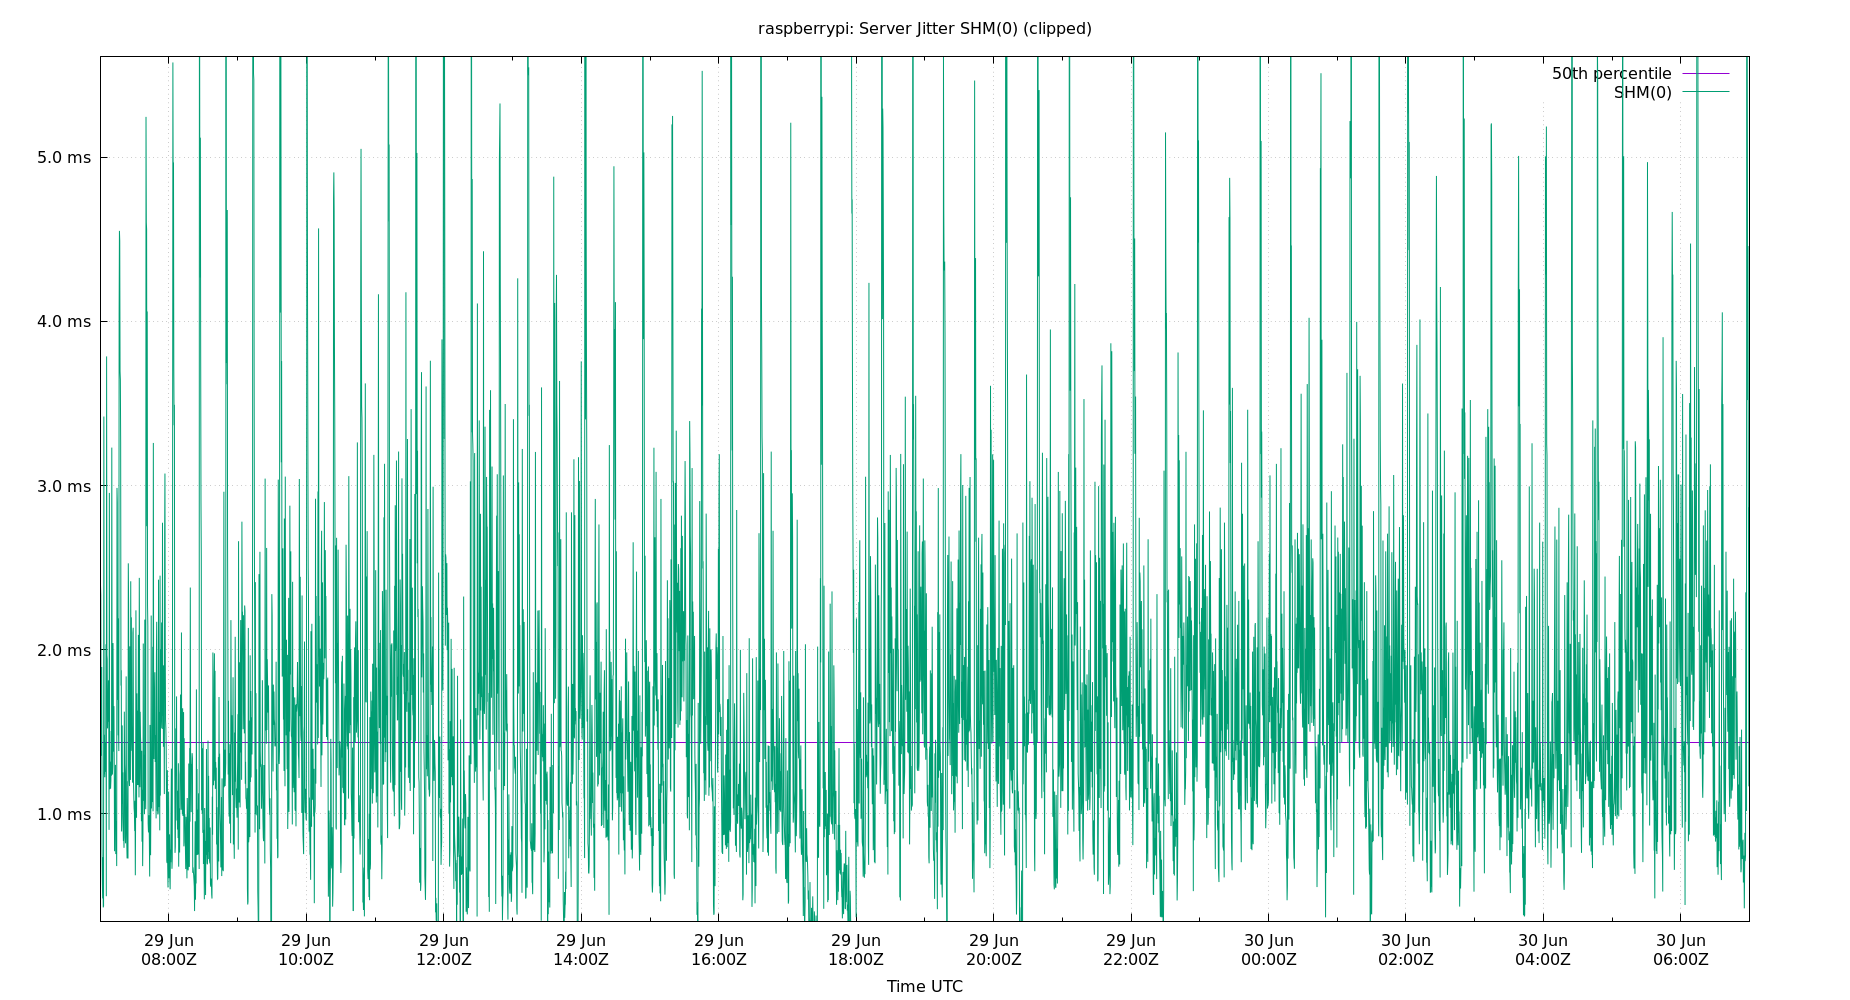 raspberrypi: Server Jitter SHM(0) (clipped)
50th percentile
SHM(0)
5.0 ms
4.0 ms
3.0 ms
2.0 ms
1.0 ms
29 Jun 29 Jun 29 Jun 29 Jun 29 Jun 29 Jun 29 Jun 29 Jun 30 Jun 30 Jun 30 Jun 30 Jun
08:00Z 10:00Z 12:00Z 14:00Z 16:00Z 18:00Z 20:00Z 22:00Z 00:00Z 02:00Z 04:00Z 06:00Z
Time UTC